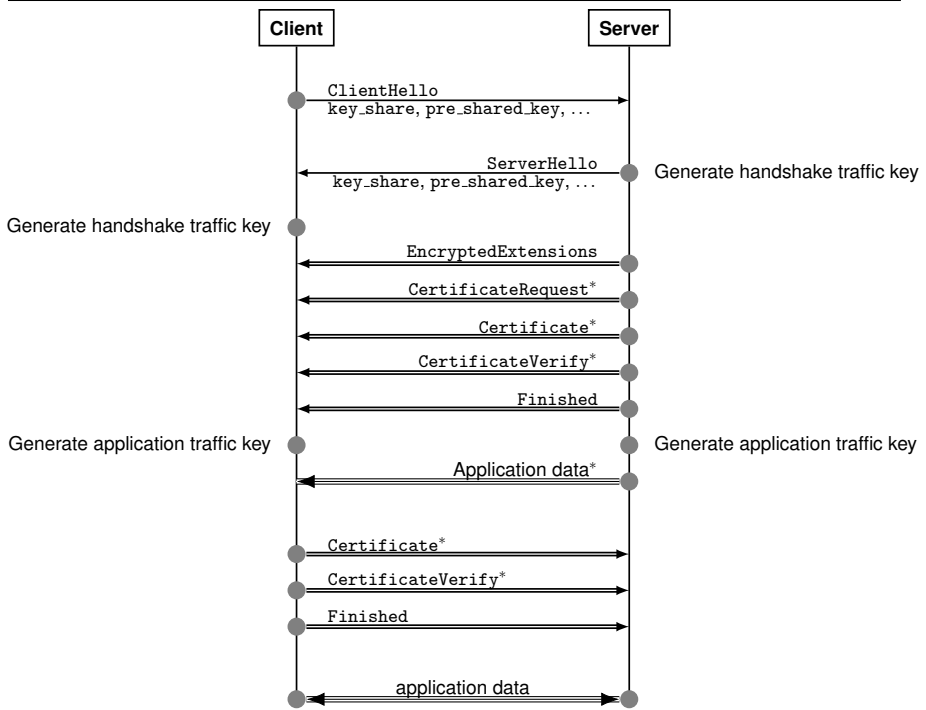 Client
Server
ClientHello
key_share, pre_shared_key, ...
ServerHello
key_share, pre_shared_key, ...
Generate handshake traffic key
Generate handshake traffic key
EncryptedExtensions
CertificateRequest*
Certificate*
CertificateVerify*
Finished
Generate application traffic key
Generate application traffic key
Application data*
Certificate*
CertificateVerify*
Finished
application data